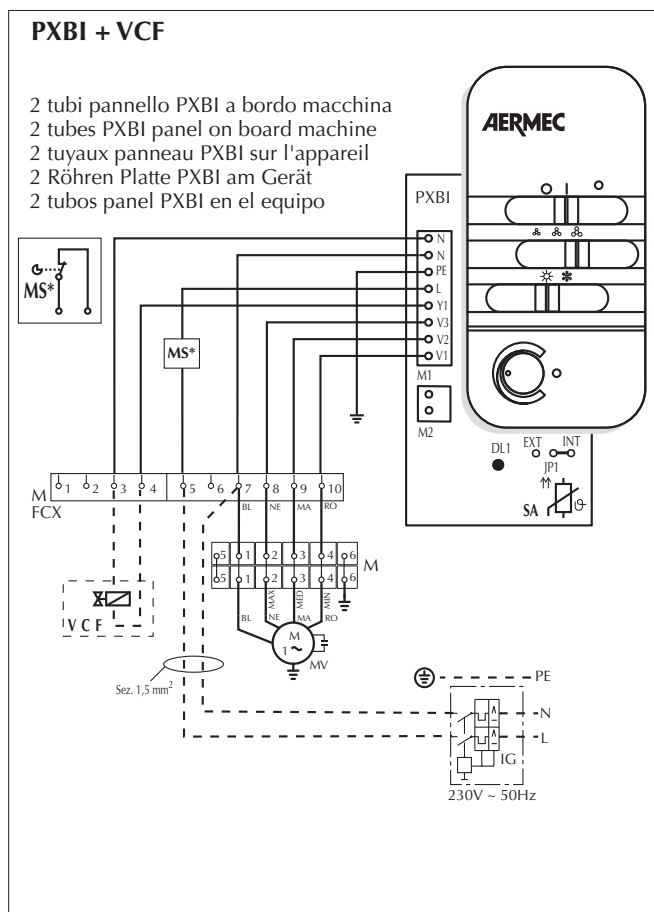 PXBI + VCF
2 tubi pannello PXBI a bordo macchina
2 tubes PXBI panel on board machine
2 tuyaux panneau PXBI sur l'appareil
2 Röhren Platte PXBI am Gerät
2 tubos panel PXBI en el equipo
AERMEC
PXBI
N
N
PE
L
Y1
V3
V2
V1
M1
M2
MS*
MS*
DL1
EXT
INT
JP1
SA
M
FCX
1 2 3 4 5 6 7 8 9 10
BL NE MA RO
5 1 2 3 4 6
M
5 1 2 3 4 6
MAX MED MIN
BL NE MA RO
M
1 ~
MV
VCF
Sez. 1,5 mm²
PE
N
L
IG
230V ~ 50Hz